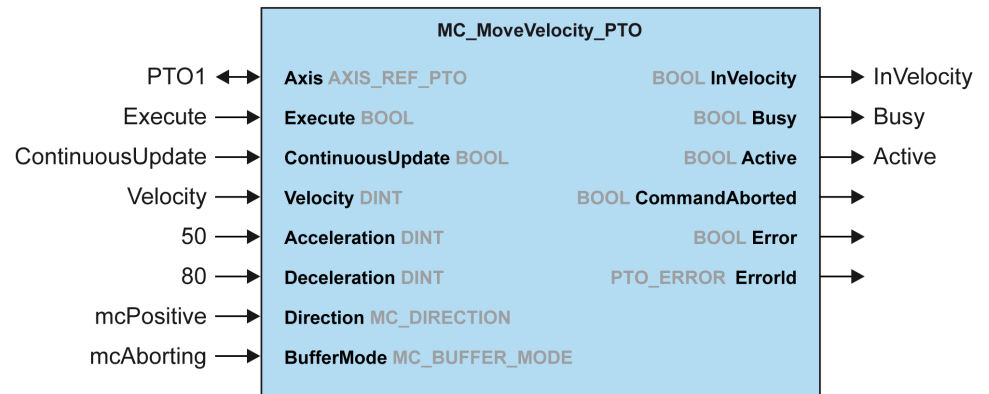 MC_MoveVelocity_PTO
PTO1 Axis AXIS_REF_PTO BOOL InVelocity InVelocity
Execute Execute BOOL BOOL Busy Busy
ContinuousUpdate ContinuousUpdate BOOL BOOL Active Active
Velocity Velocity DINT BOOL CommandAborted
50 Acceleration DINT BOOL Error
80 Deceleration DINT PTO_ERROR ErrorId
mcPositive Direction MC_DIRECTION
mcAborting BufferMode MC_BUFFER_MODE